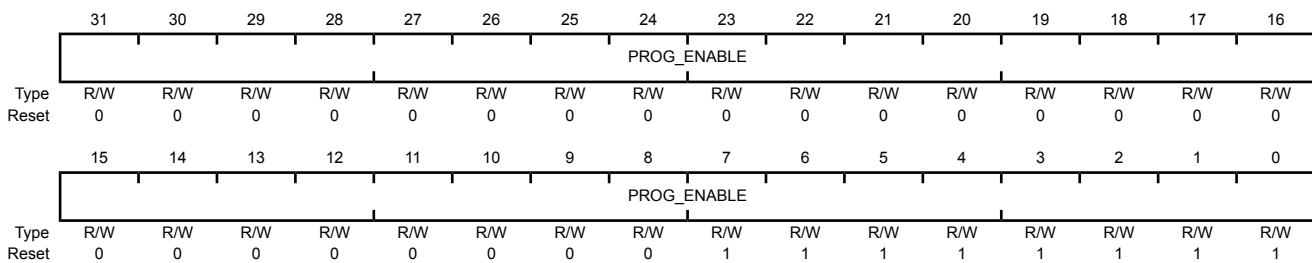 31 30 29 28 27 26 25 24 23 22 21 20 19 18 17 16
PROG_ENABLE
Type R/W R/W R/W R/W R/W R/W R/W R/W R/W R/W R/W R/W R/W R/W R/W R/W
Reset 0 0 0 0 0 0 0 0 0 0 0 0 0 0 0 0
15 14 13 12 11 10 9 8 7 6 5 4 3 2 1 0
PROG_ENABLE
Type R/W R/W R/W R/W R/W R/W R/W R/W R/W R/W R/W R/W R/W R/W R/W R/W
Reset 0 0 0 0 0 0 0 0 1 1 1 1 1 1 1 1